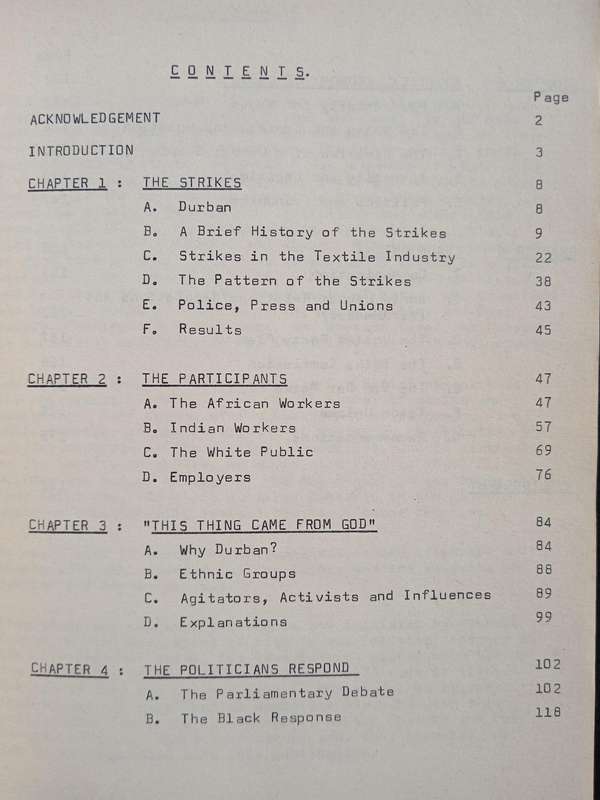 CONTENTS.
Page
ACKNOWLEDGEMENT 2
INTRODUCTION 3
CHAPTER 1 : THE STRIKES 8
A. Durban 8
B. A Brief History of the Strikes 9
C. Strikes in the Textile Industry 22
D. The Pattern of the Strikes 38
E. Police, Press and Unions 43
F. Results 45
CHAPTER 2 : THE PARTICIPANTS 47
A. The African Workers 47
B. Indian Workers 57
C. The White Public 69
D. Employers 76
CHAPTER 3 : "THIS THING CAME FROM GOD" 84
A. Why Durban? 84
B. Ethnic Groups 88
C. Agitators, Activists and Influences 89
D. Explanations 99
CHAPTER 4 : THE POLITICIANS RESPOND 102
A. The Parliamentary Debate 102
B. The Black Response 118